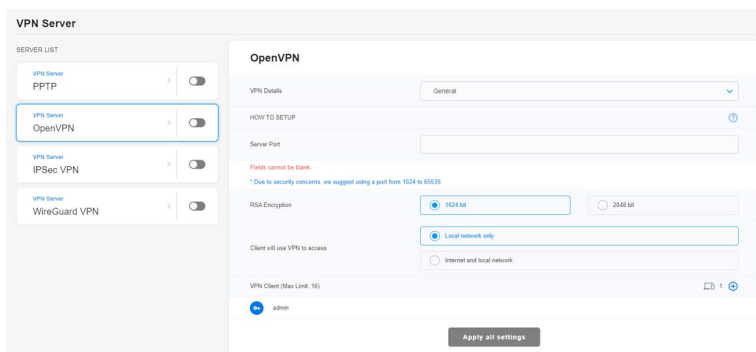 VPN Server
SERVER LIST
VPN Server
PPTP
VPN Server
OpenVPN
VPN Server
IPSec VPN
VPN Server
WireGuard VPN
OpenVPN
VPN Details
General
HOW TO SETUP
Server Port
Fields cannot be blank.
* Due to security concerns, we suggest using a port from 1024 to 65535.
RSA Encryption
1024 bit
2048 bit
Client will use VPN to access
Local network only
Internet and local network
VPN Client (Max Limit :16)
1
admin
Apply all settings